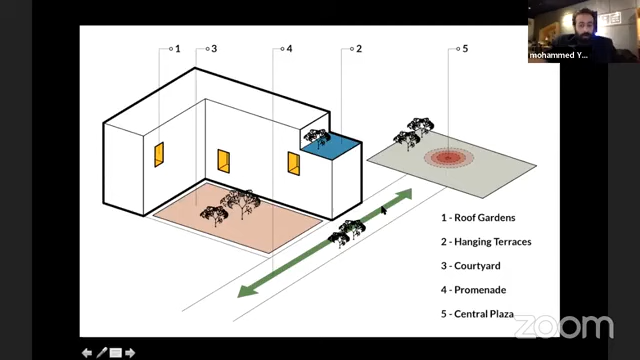 1
3
4
2
5
mohammed Y...
1 - Roof Gardens
2 - Hanging Terraces
3 - Courtyard
4 - Promenade
5 - Central Plaza
zoom